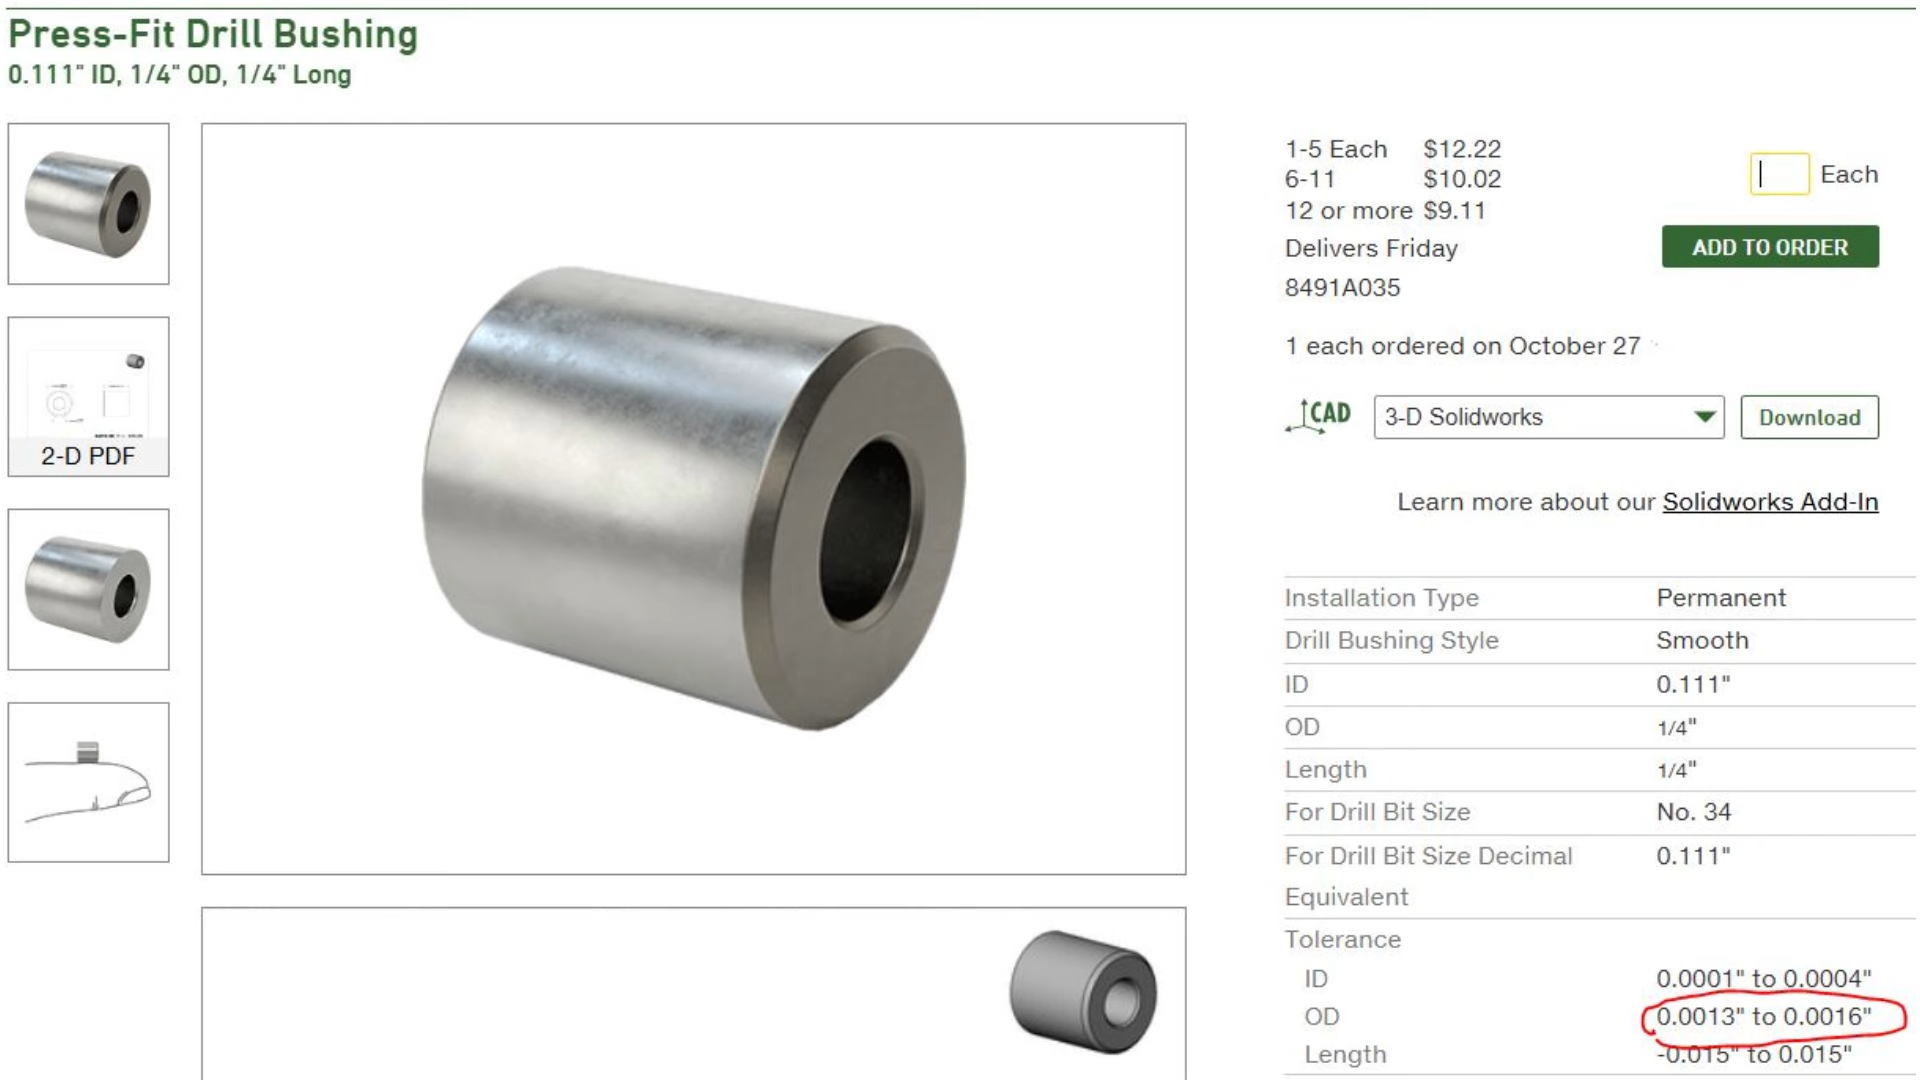 Press-Fit Drill Bushing
0.111" ID, 1/4" OD, 1/4" Long
2-D PDF
1-5 Each $12.22
6-11 $10.02
12 or more $9.11
Each
Delivers Friday
ADD TO ORDER
8491A035
1 each ordered on October 27
CAD 3-D Solidworks Download
Learn more about our Solidworks Add-In
Installation Type Permanent
Drill Bushing Style Smooth
ID 0.111"
OD 1/4"
Length 1/4"
For Drill Bit Size No. 34
For Drill Bit Size Decimal 0.111"
Equivalent
Tolerance
ID 0.0001" to 0.0004"
OD 0.0013" to 0.0016"
Length -0.015" to 0.015"